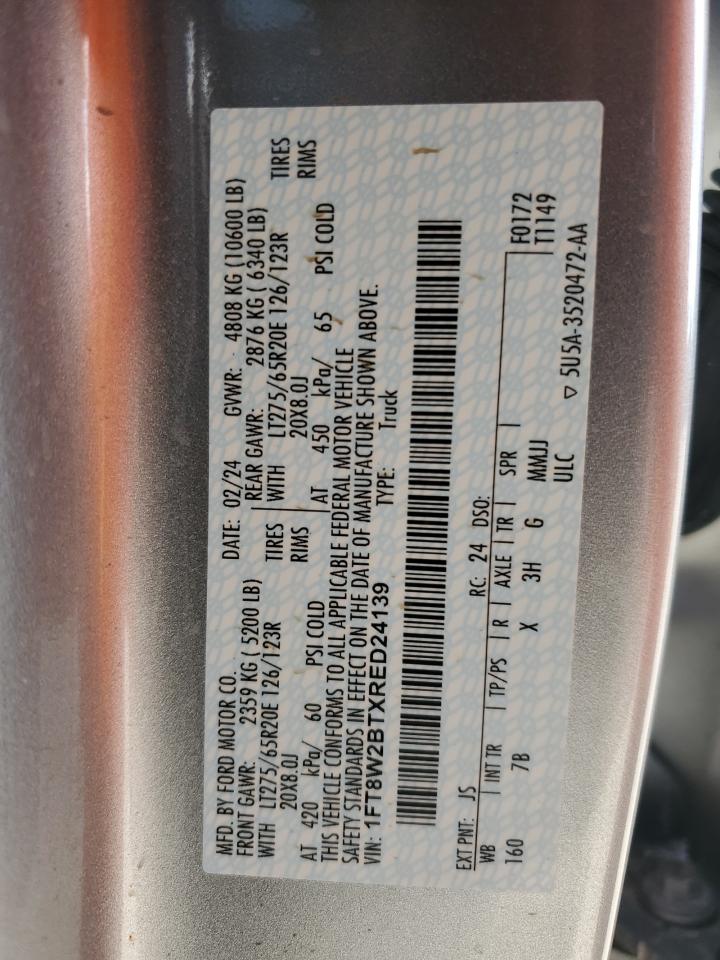 MFD. BY FORD MOTOR CO.
DATE: 02/24 GVWR: 4808 KG (10600 LB)
FRONT GAWR: 2359 KG ( 5200 LB) REAR GAWR: 2876 KG ( 6340 LB)
WITH LT275/65R20E 126/123R TIRES WITH LT275/65R20E 126/123R TIRES
20X8.0J RIMS 20X8.0J RIMS
AT 420 kPa/ 60 PSI COLD AT 450 kPa/ 65 PSI COLD
THIS VEHICLE CONFORMS TO ALL APPLICABLE FEDERAL MOTOR VEHICLE
SAFETY STANDARDS IN EFFECT ON THE DATE OF MANUFACTURE SHOWN ABOVE.
VIN: 1FT8W2BTXRED24139 TYPE: Truck
EXT PNT: JS RC: 24 DSO: F0172
WB INT TR TP/PS R AXLE TR SPR T1149
160 7B X 3H G MMJJ
ULC ▽ 5U5A-3520472-AA